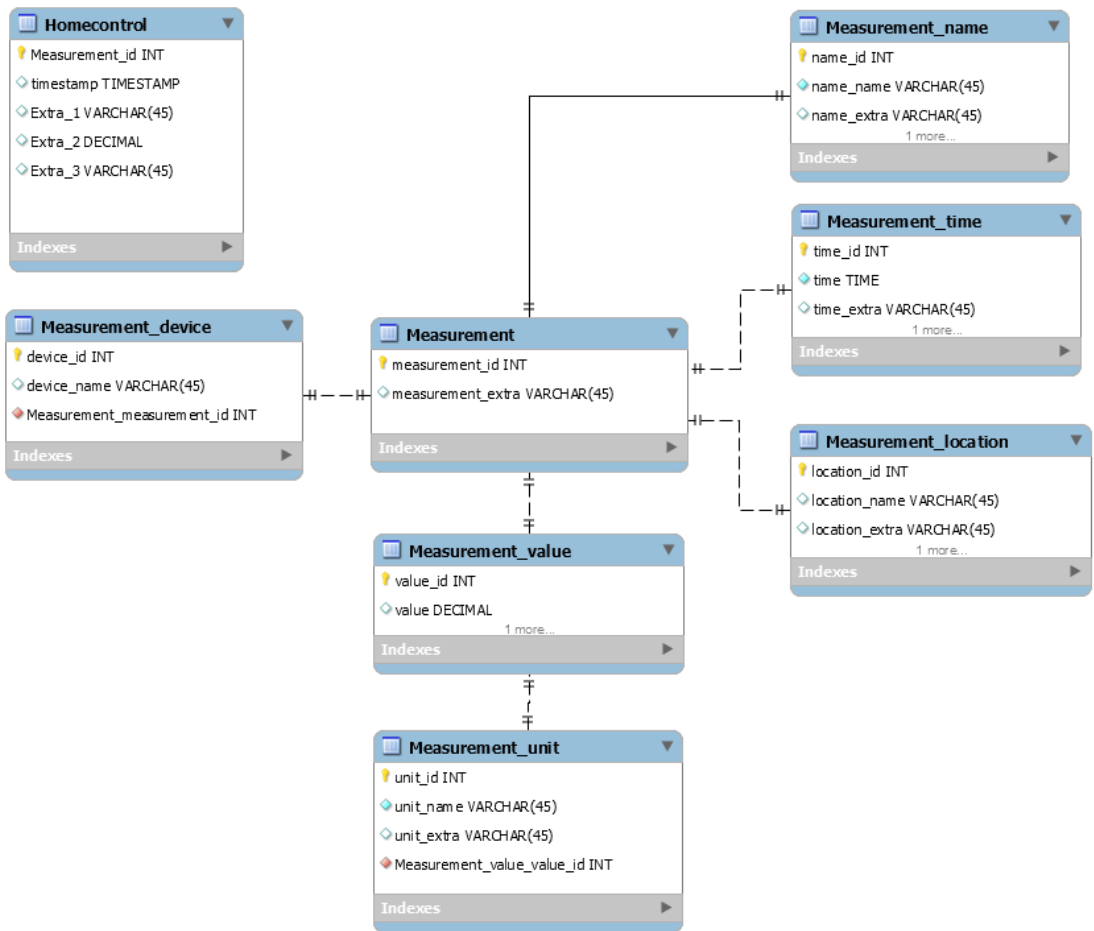 Homecontrol
Measurement_id INT
timestamp TIMESTAMP
Extra_1 VARCHAR(45)
Extra_2 DECIMAL
Extra_3 VARCHAR(45)
Indexes
Measurement_name
name_id INT
name_name VARCHAR(45)
name_extra VARCHAR(45)
1 more...
Indexes
Measurement_time
time_id INT
time TIME
time_extra VARCHAR(45)
1 more...
Indexes
Measurement_device
device_id INT
device_name VARCHAR(45)
Measurement_measurement_id INT
Indexes
Measurement
measurement_id INT
measurement_extra VARCHAR(45)
Indexes
Measurement_location
location_id INT
location_name VARCHAR(45)
location_extra VARCHAR(45)
1 more...
Indexes
Measurement_value
value_id INT
value DECIMAL
1 more...
Indexes
Measurement_unit
unit_id INT
unit_name VARCHAR(45)
unit_extra VARCHAR(45)
Measurement_value_value_id INT
Indexes